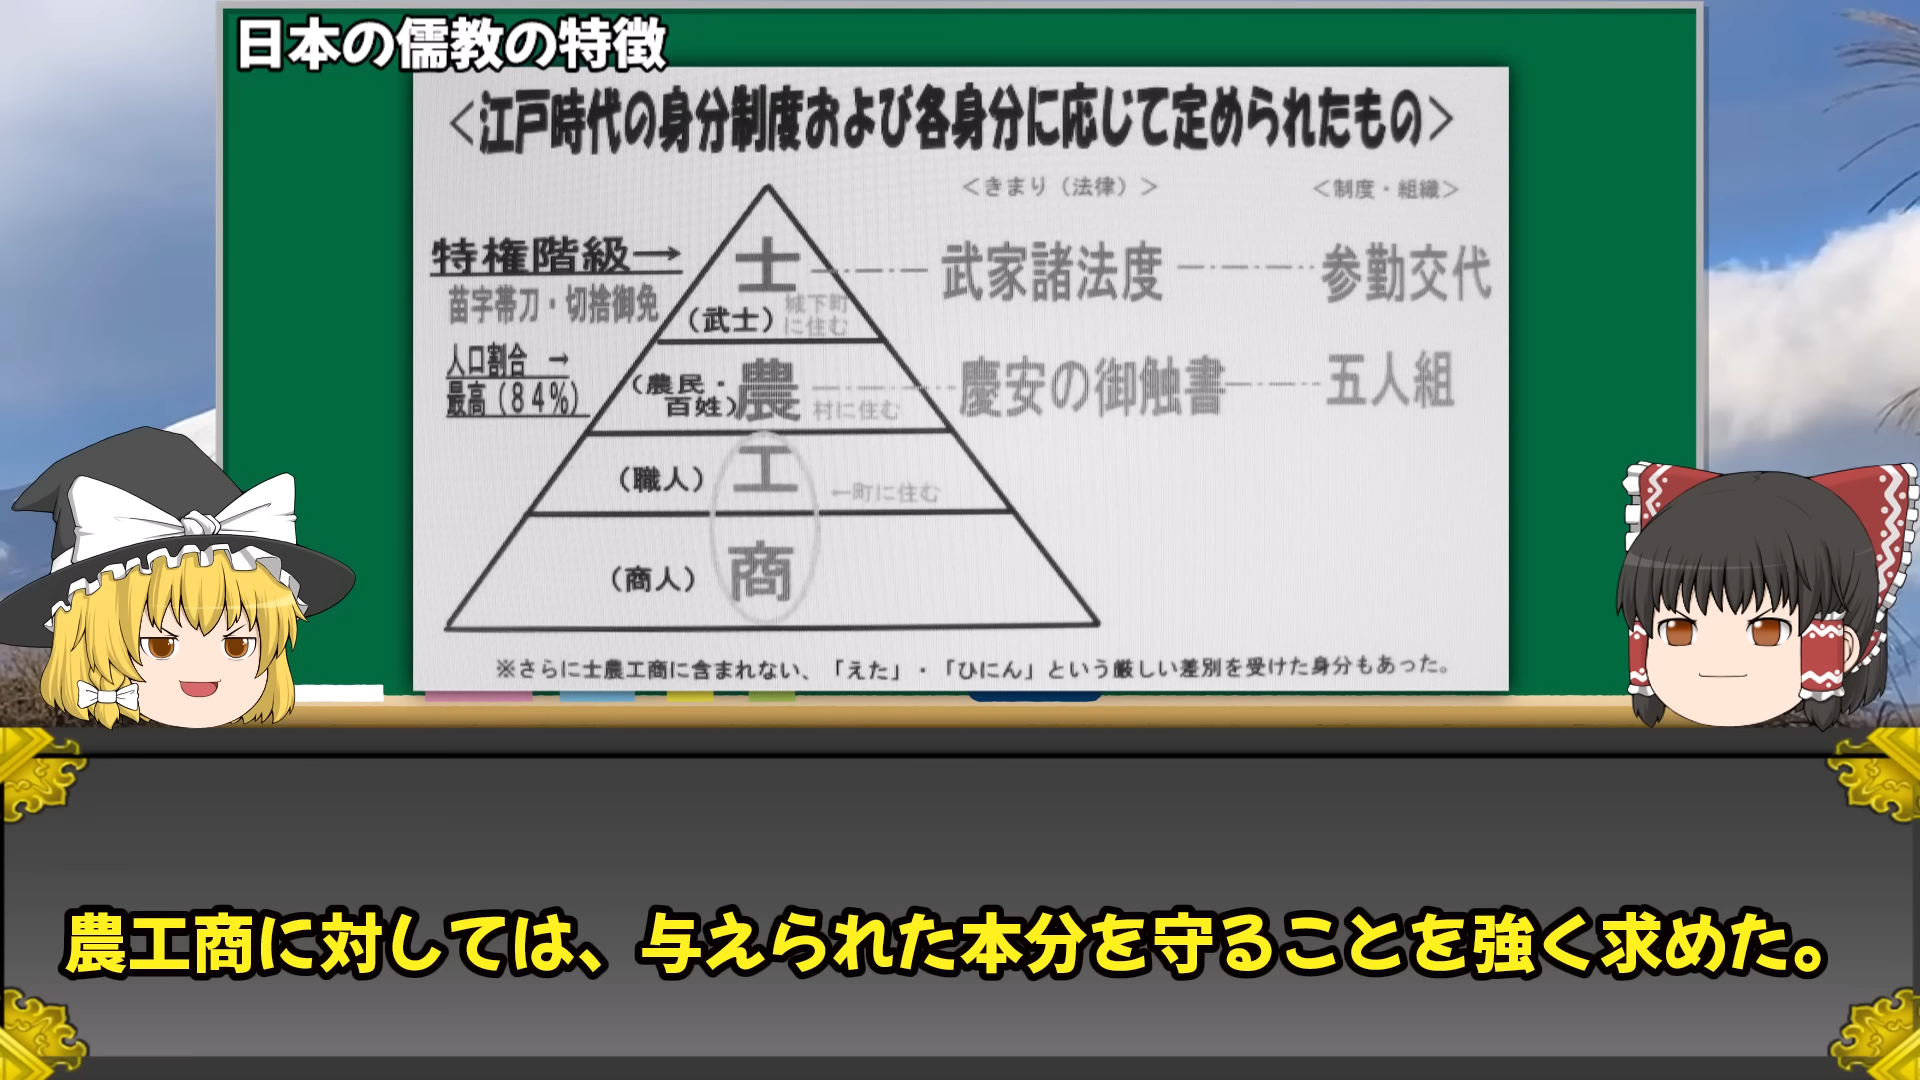 日本の儒教の特徴
<江戸時代の身分制度および各身分に応じて定められたもの>
<きまり（法律）>
<制度・組織>
特権階級→
苗字帯刀・切捨御免
士
（武士）
城下町
に住む
武家諸法度
参勤交代
人口割合 →
最高（84%）
（農民・
百姓）
農
村に住む
慶安の御触書
五人組
（職人）
工
←町に住む
（商人）
商
※さらに士農工商に含まれない、「えた」・「ひにん」という厳しい差別を受けた身分もあった。
農工商に対しては、与えられた本分を守ることを強く求めた。